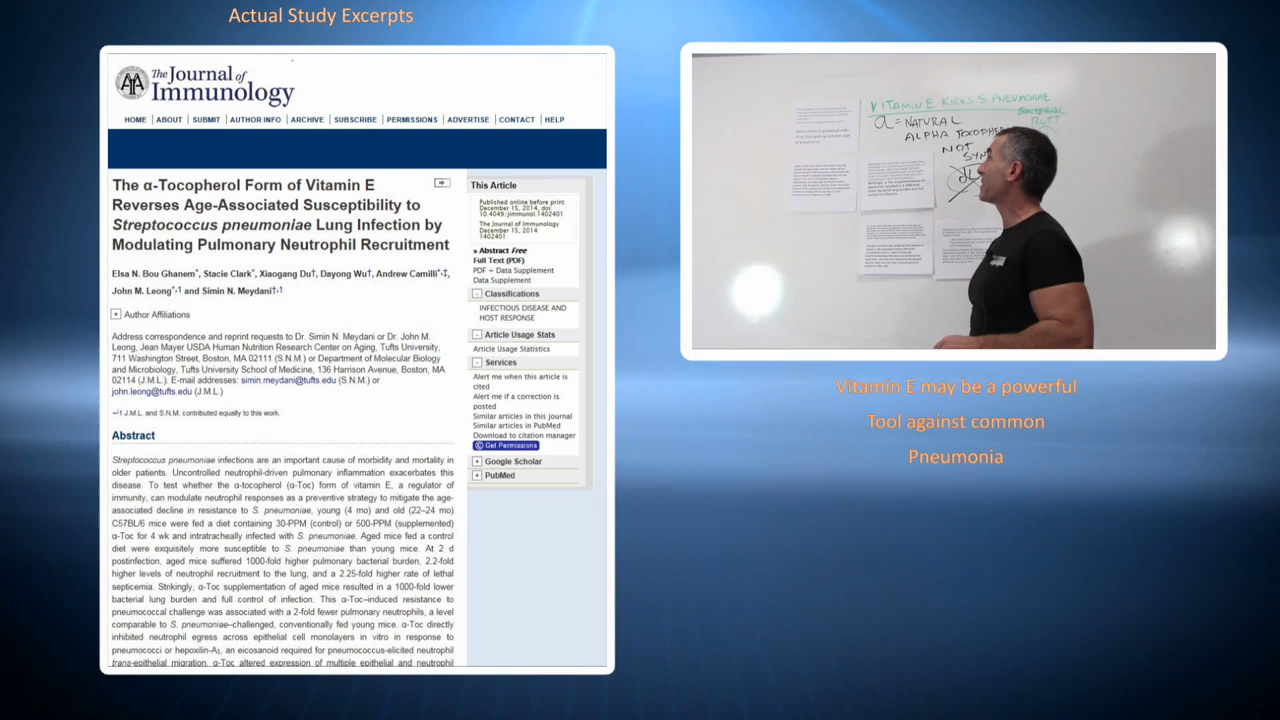 Actual Study Excerpts
The Journal of
Immunology
HOME | ABOUT | SUBMIT | AUTHOR INFO | ARCHIVE | SUBSCRIBE | PERMISSIONS | ADVERTISE | CONTACT | HELP
The α-Tocopherol Form of Vitamin E
Reverses Age-Associated Susceptibility to
Streptococcus pneumoniae Lung Infection by
Modulating Pulmonary Neutrophil Recruitment
Elsa N. Bou Ghanem*, Stacie Clark*, Xiaogang Du†, Dayong Wu†, Andrew Camilli*,‡,
John M. Leong*,1 and Simin N. Meydani†,1
+ Author Affiliations
Address correspondence and reprint requests to Dr. Simin N. Meydani or Dr. John M.
Leong, Jean Mayer USDA Human Nutrition Research Center on Aging, Tufts University,
711 Washington Street, Boston, MA 02111 (S.N.M.) or Department of Molecular Biology
and Microbiology, Tufts University School of Medicine, 136 Harrison Avenue, Boston, MA
02114 (J.M.L.). E-mail addresses: simin.meydani@tufts.edu (S.N.M.) or
john.leong@tufts.edu (J.M.L.)
↵1 J.M.L. and S.N.M. contributed equally to this work.
Abstract
Streptococcus pneumoniae infections are an important cause of morbidity and mortality in
older patients. Uncontrolled neutrophil-driven pulmonary inflammation exacerbates this
disease. To test whether the α-tocopherol (α-Toc) form of vitamin E, a regulator of
immunity, can modulate neutrophil responses as a preventive strategy to mitigate the age-
associated decline in resistance to S. pneumoniae, young (4 mo) and old (22–24 mo)
C57BL/6 mice were fed a diet containing 30-PPM (control) or 500-PPM (supplemented)
α-Toc for 4 wk and intratracheally infected with S. pneumoniae. Aged mice fed a control
diet were exquisitely more susceptible to S. pneumoniae than young mice. At 2 d
postinfection, aged mice suffered 1000-fold higher pulmonary bacterial burden, 2.2-fold
higher levels of neutrophil recruitment to the lung, and a 2.25-fold higher rate of lethal
septicemia. Strikingly, α-Toc supplementation of aged mice resulted in a 1000-fold lower
bacterial lung burden and full control of infection. This α-Toc–induced resistance to
pneumococcal challenge was associated with a 2-fold fewer pulmonary neutrophils, a level
comparable to S. pneumoniae–challenged, conventionally fed young mice. α-Toc directly
inhibited neutrophil egress across epithelial cell monolayers in vitro in response to
pneumococci or hepoxilin-A3, an eicosanoid required for pneumococcus-elicited neutrophil
trans-epithelial migration. α-Toc altered expression of multiple epithelial and neutrophil
This Article
Published online before print
December 15, 2014, doi:
10.4049/jimmunol.1402401
The Journal of Immunology
December 15, 2014
1402401
» Abstract Free
Full Text (PDF)
PDF + Data Supplement
Data Supplement
- Classifications
INFECTIOUS DISEASE AND
HOST RESPONSE
- Article Usage Stats
Article Usage Statistics
- Services
Alert me when this article is
cited
Alert me if a correction is
posted
Similar articles in this journal
Similar articles in PubMed
Download to citation manager
© Get Permissions
+ Google Scholar
+ PubMed
VITAMIN E KICKS S. PNEUMONIAE
BACTERIAL
BUTT
a = NATURAL
ALPHA TOCOPHER
NOT
SYN
dL
Vitamin E may be a powerful
Tool against common
Pneumonia